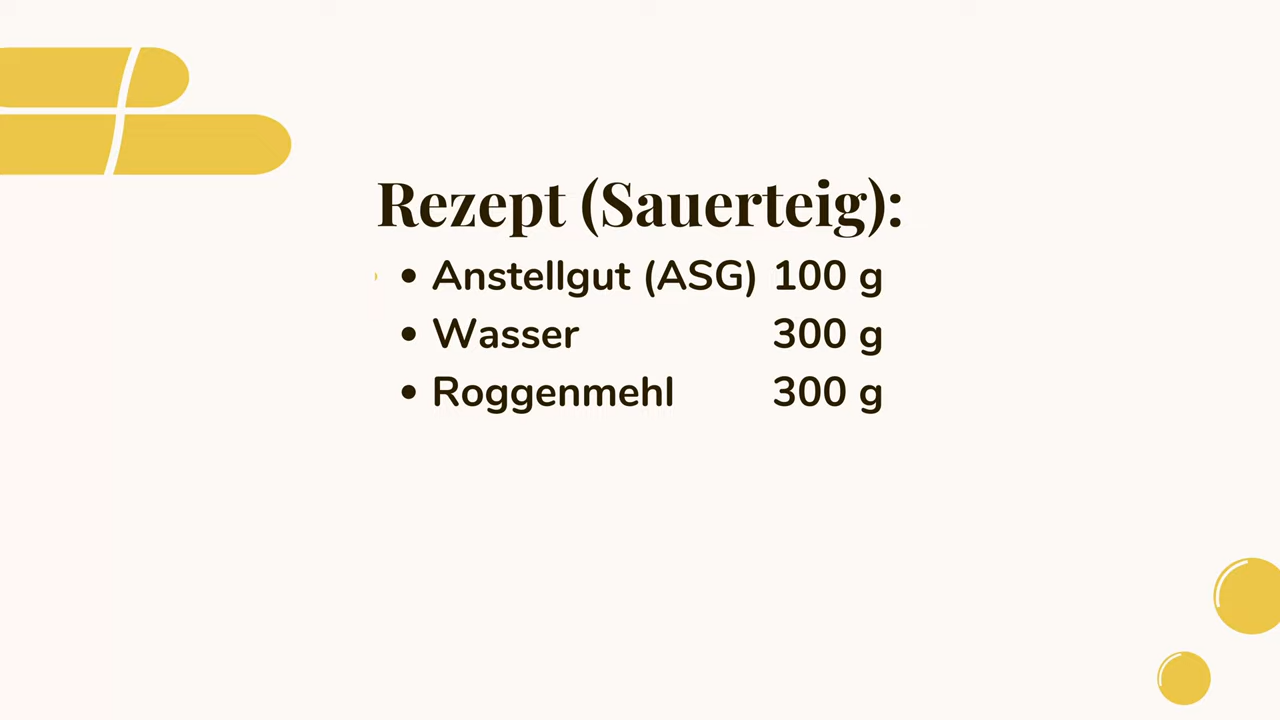 Rezept (Sauerteig):
• Anstellgut (ASG) 100 g
• Wasser 300 g
• Roggenmehl 300 g